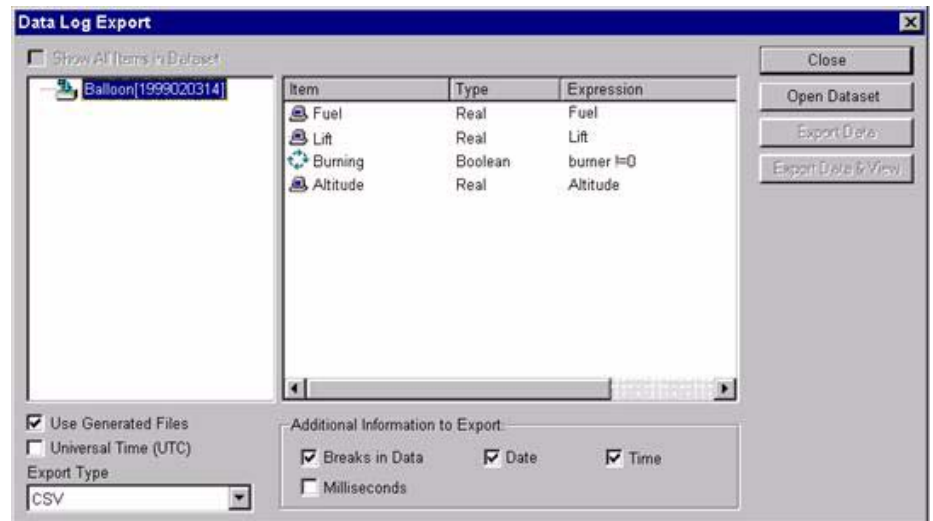 Data Log Export
Show All Items in Dataset
Balloon[1999020314]
Item Type Expression
Fuel Real Fuel
Lift Real Lift
Burning Boolean burner !=0
Altitude Real Altitude
Close
Open Dataset
Export Data
Export Data & View
Use Generated Files
Universal Time (UTC)
Export Type
CSV
Additional Information to Export:
Breaks in Data Date Time
Milliseconds